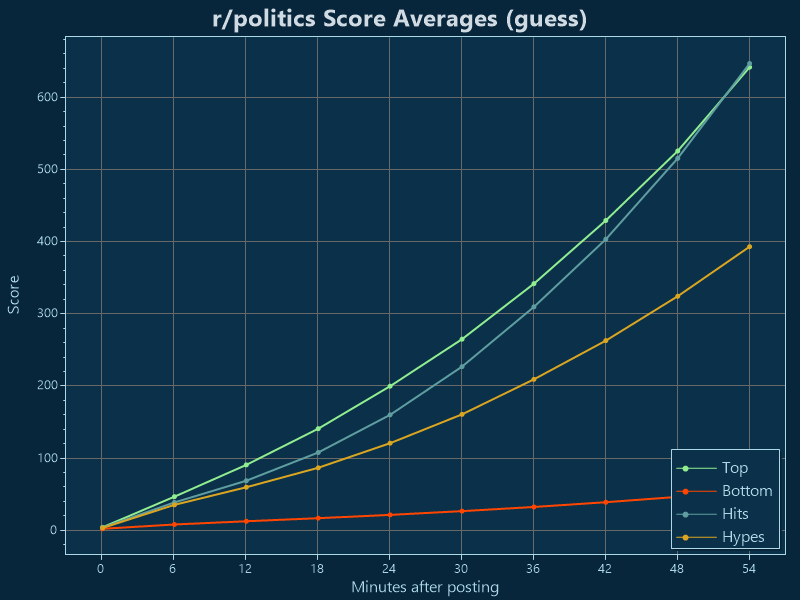 r/politics Score Averages (guess)
600
500
400
300
200
100
0
Score
0 6 12 18 24 30 36 42 48 54
Minutes after posting
Top
Bottom
Hits
Hypes